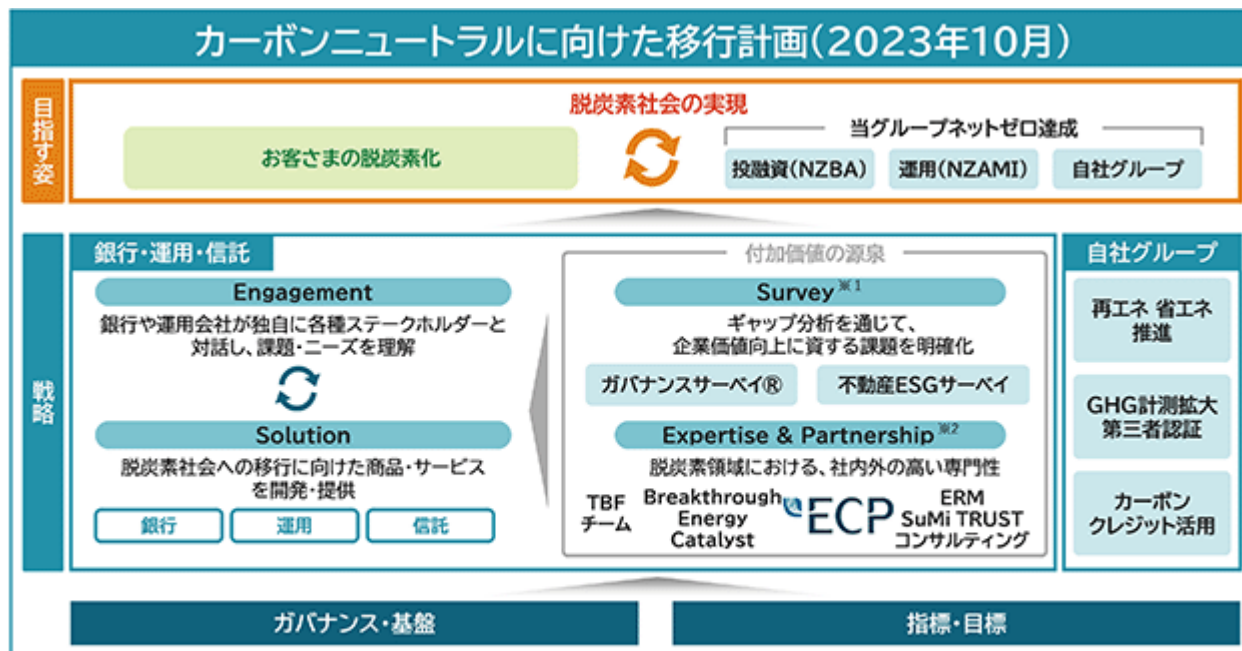 カーボンニュートラルに向けた移行計画(2023年10月)
目指す姿
脱炭素社会の実現
お客さまの脱炭素化
当グループネットゼロ達成
投融資(NZBA)
運用(NZAMI)
自社グループ
戦略
銀行・運用・信託
Engagement
銀行や運用会社が独自に各種ステークホルダーと
対話し、課題・ニーズを理解
Solution
脱炭素社会への移行に向けた商品・サービス
を開発・提供
銀行
運用
信託
付加価値の源泉
Survey※1
ギャップ分析を通じて、
企業価値向上に資する課題を明確化
ガバナンスサーベイ®
不動産ESGサーベイ
Expertise & Partnership※2
脱炭素領域における、社内外の高い専門性
TBF
チーム
Breakthrough
Energy
Catalyst
ECP
ERM
SuMi TRUST
コンサルティング
自社グループ
再エネ 省エネ
推進
GHG計測拡大
第三者認証
カーボン
クレジット活用
ガバナンス・基盤
指標・目標